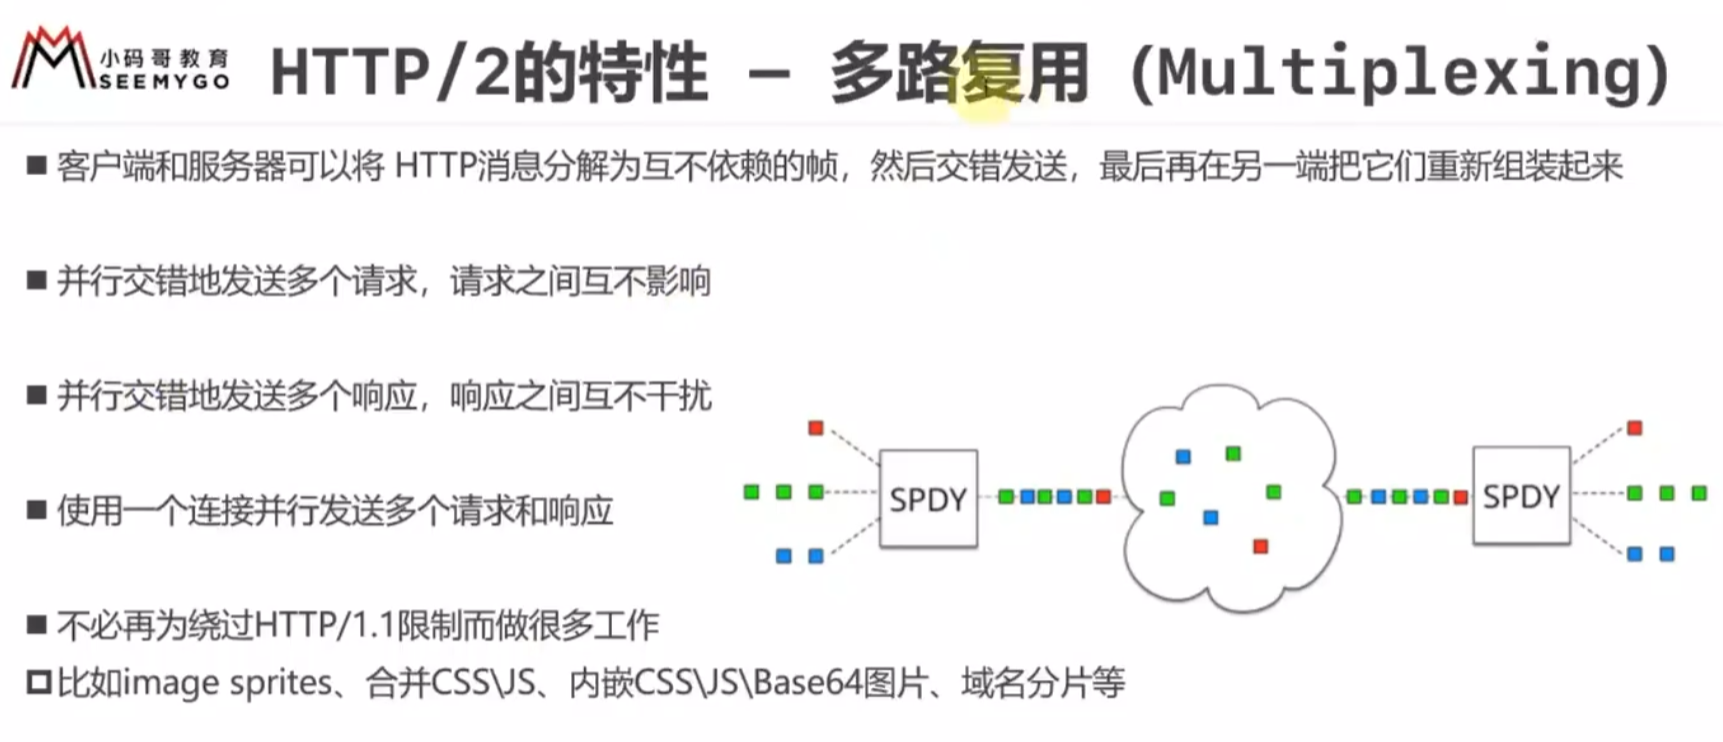 小码哥教育
SEEMYGO
HTTP/2的特性 — 多路复用 (Multiplexing)
■ 客户端和服务器可以将 HTTP消息分解为互不依赖的帧，然后交错发送，最后再在另一端把它们重新组装起来
■ 并行交错地发送多个请求，请求之间互不影响
■ 并行交错地发送多个响应，响应之间互不干扰
■ 使用一个连接并行发送多个请求和响应
■ 不必再为绕过HTTP/1.1限制而做很多工作
比如image sprites、合并CSS\JS、内嵌CSS\JS\Base64图片、域名分片等
SPDY
SPDY